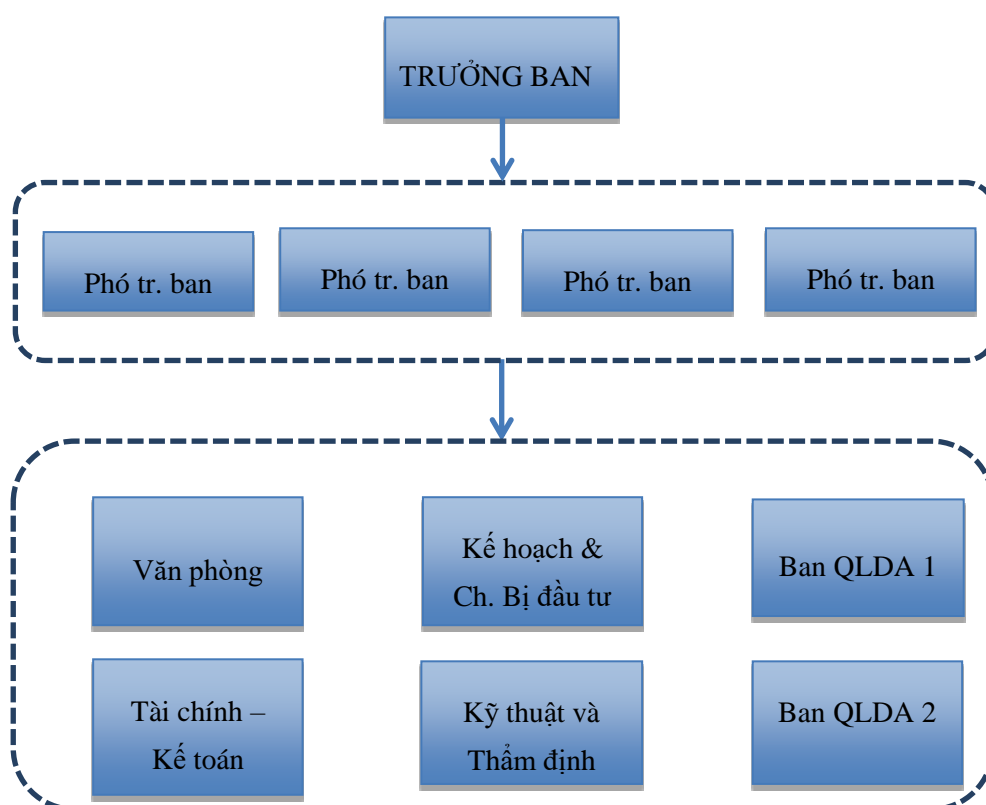 TRƯỞNG BAN
Phó tr. ban
Phó tr. ban
Phó tr. ban
Phó tr. ban
Văn phòng
Kế hoạch &
Ch. Bị đầu tư
Ban QLDA 1
Tài chính –
Kế toán
Kỹ thuật và
Thẩm định
Ban QLDA 2